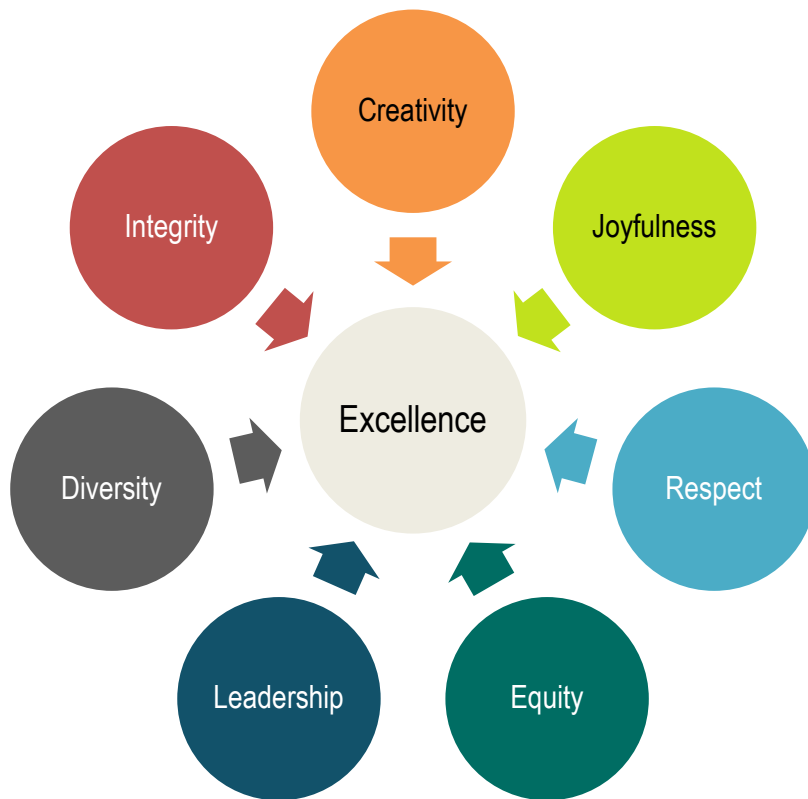 Creativity
Integrity
Joyfulness
Excellence
Diversity
Respect
Leadership
Equity